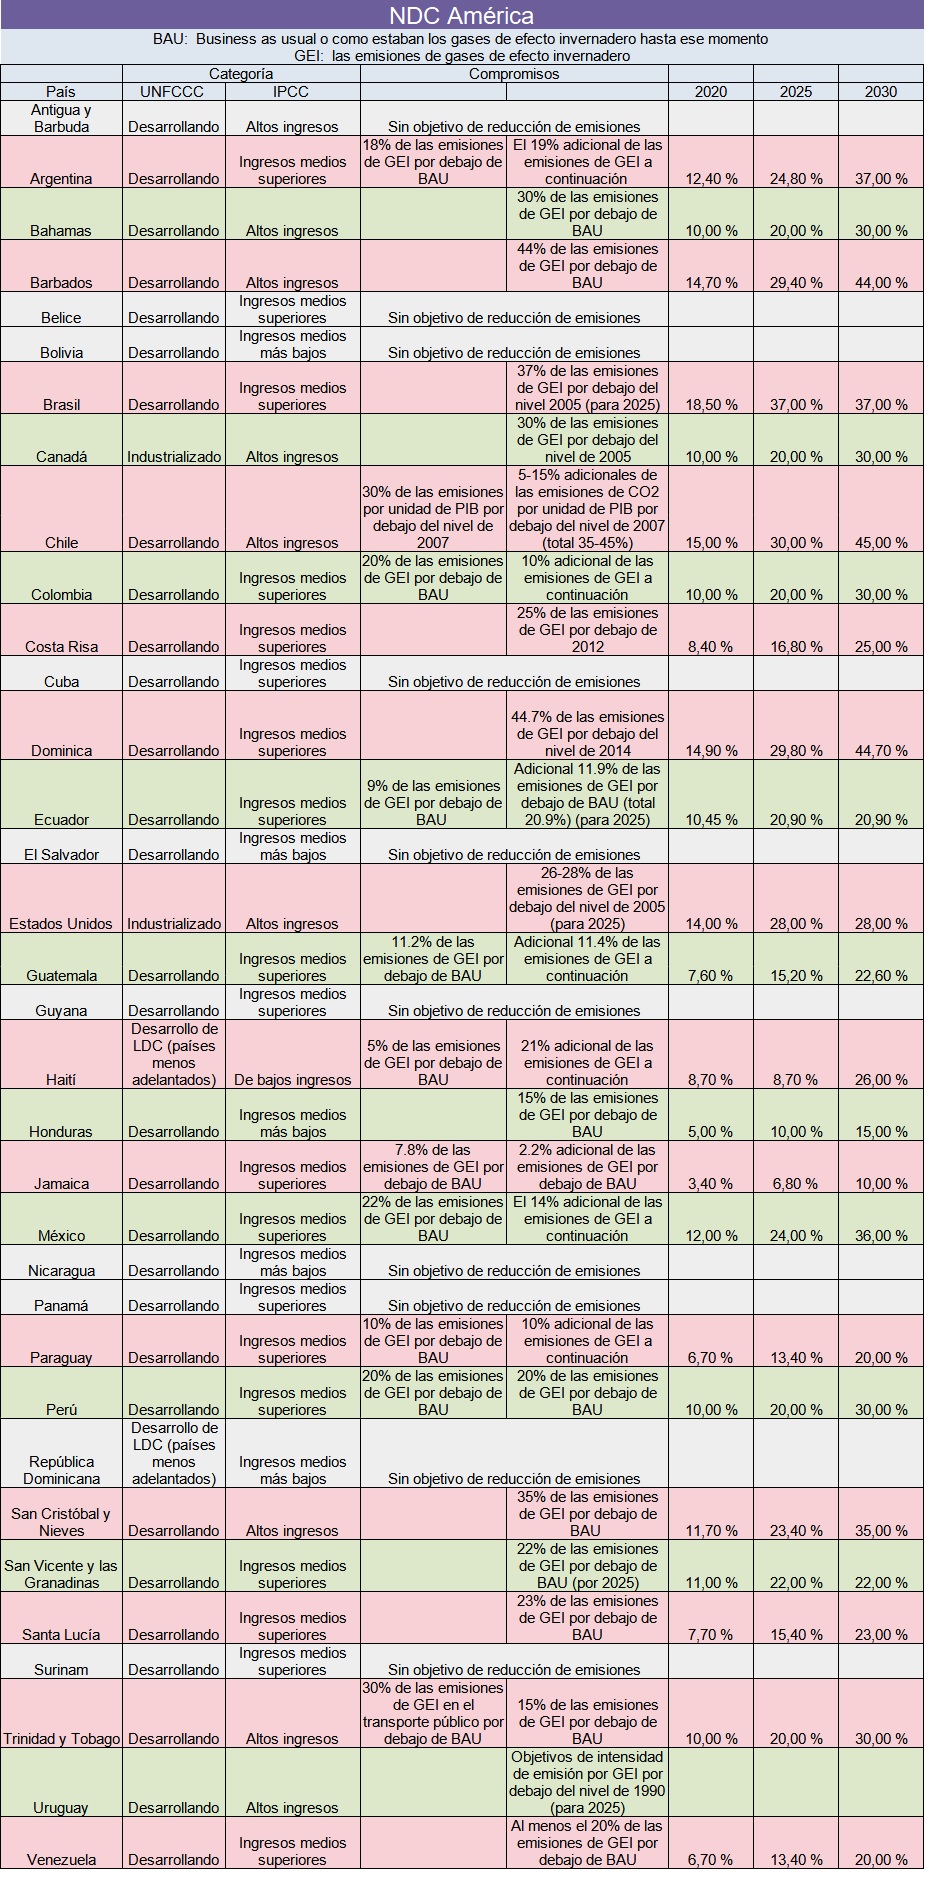 NDC América
BAU: Business as usual o como estaban los gases de efecto invernadero hasta ese momento
GEI: las emisiones de gases de efecto invernadero
Categoría Compromisos
País UNFCCC IPCC 2020 2025 2030
Antigua y
Barbuda Desarrollando Altos ingresos Sin objetivo de reducción de emisiones
18% de las emisiones El 19% adicional de las
Ingresos medios de GEI por debajo de emisiones de GEI a
Argentina Desarrollando superiores BAU continuación 12,40 % 24,80 % 37,00 %
30% de las emisiones
de GEI por debajo de
Bahamas Desarrollando Altos ingresos BAU 10,00 % 20,00 % 30,00 %
44% de las emisiones
de GEI por debajo de
Barbados Desarrollando Altos ingresos BAU 14,70 % 29,40 % 44,00 %
Ingresos medios
Belice Desarrollando superiores Sin objetivo de reducción de emisiones
Ingresos medios
Bolivia Desarrollando más bajos Sin objetivo de reducción de emisiones
37% de las emisiones
Ingresos medios de GEI por debajo del
Brasil Desarrollando superiores nivel 2005 (para 2025) 18,50 % 37,00 % 37,00 %
30% de las emisiones
de GEI por debajo del
Canadá Industrializado Altos ingresos nivel de 2005 10,00 % 20,00 % 30,00 %
5-15% adicionales de
30% de las emisiones las emisiones de CO2
por unidad de PIB por por unidad de PIB por
debajo del nivel de debajo del nivel de 2007
Chile Desarrollando Altos ingresos 2007 (total 35-45%) 15,00 % 30,00 % 45,00 %
20% de las emisiones 10% adicional de las
Ingresos medios de GEI por debajo de emisiones de GEI a
Colombia Desarrollando superiores BAU continuación 10,00 % 20,00 % 30,00 %
25% de las emisiones
Ingresos medios de GEI por debajo de
Costa Risa Desarrollando superiores 2012 8,40 % 16,80 % 25,00 %
Ingresos medios
Cuba Desarrollando superiores Sin objetivo de reducción de emisiones
44.7% de las emisiones
Ingresos medios de GEI por debajo del
Dominica Desarrollando superiores nivel de 2014 14,90 % 29,80 % 44,70 %
Adicional 11.9% de las
9% de las emisiones emisiones de GEI por
Ingresos medios de GEI por debajo de debajo de BAU (total
Ecuador Desarrollando superiores BAU 20.9%) (para 2025) 10,45 % 20,90 % 20,90 %
Ingresos medios
El Salvador Desarrollando más bajos Sin objetivo de reducción de emisiones
26-28% de las
emisiones de GEI por
debajo del nivel de 2005
Estados Unidos Industrializado Altos ingresos (para 2025) 14,00 % 28,00 % 28,00 %
11.2% de las Adicional 11.4% de las
Ingresos medios emisiones de GEI por emisiones de GEI a
Guatemala Desarrollando superiores debajo de BAU continuación 7,60 % 15,20 % 22,60 %
Ingresos medios
Guyana Desarrollando superiores Sin objetivo de reducción de emisiones
Desarrollo de
LDC (países 5% de las emisiones 21% adicional de las
menos de GEI por debajo de emisiones de GEI a
Haití adelantados) De bajos ingresos BAU continuación 8,70 % 8,70 % 26,00 %
15% de las emisiones
Ingresos medios de GEI por debajo de
Honduras Desarrollando más bajos BAU 5,00 % 10,00 % 15,00 %
7.8% de las 2.2% adicional de las
Ingresos medios emisiones de GEI por emisiones de GEI por
Jamaica Desarrollando superiores debajo de BAU debajo de BAU 3,40 % 6,80 % 10,00 %
22% de las emisiones El 14% adicional de las
Ingresos medios de GEI por debajo de emisiones de GEI a
México Desarrollando superiores BAU continuación 12,00 % 24,00 % 36,00 %
Ingresos medios
Nicaragua Desarrollando más bajos Sin objetivo de reducción de emisiones
Ingresos medios
Panamá Desarrollando superiores Sin objetivo de reducción de emisiones
10% de las emisiones 10% adicional de las
Ingresos medios de GEI por debajo de emisiones de GEI a
Paraguay Desarrollando superiores BAU continuación 6,70 % 13,40 % 20,00 %
20% de las emisiones 20% de las emisiones
Ingresos medios de GEI por debajo de de GEI por debajo de
Perú Desarrollando superiores BAU BAU 10,00 % 20,00 % 30,00 %
Desarrollo de
LDC (países
República menos Ingresos medios
Dominicana adelantados) más bajos Sin objetivo de reducción de emisiones
35% de las emisiones
San Cristóbal y de GEI por debajo de
Nieves Desarrollando Altos ingresos BAU 11,70 % 23,40 % 35,00 %
22% de las emisiones
San Vicente y las Ingresos medios de GEI por debajo de
Granadinas Desarrollando superiores BAU (por 2025) 11,00 % 22,00 % 22,00 %
23% de las emisiones
Ingresos medios de GEI por debajo de
Santa Lucía Desarrollando superiores BAU 7,70 % 15,40 % 23,00 %
Ingresos medios
Surinam Desarrollando superiores Sin objetivo de reducción de emisiones
30% de las emisiones
de GEI en el 15% de las emisiones
transporte público por de GEI por debajo de
Trinidad y Tobago Desarrollando Altos ingresos debajo de BAU BAU 10,00 % 20,00 % 30,00 %
Objetivos de intensidad
de emisión por GEI por
debajo del nivel de 1990
Uruguay Desarrollando Altos ingresos (para 2025)
Al menos el 20% de las
Ingresos medios emisiones de GEI por
Venezuela Desarrollando superiores debajo de BAU 6,70 % 13,40 % 20,00 %